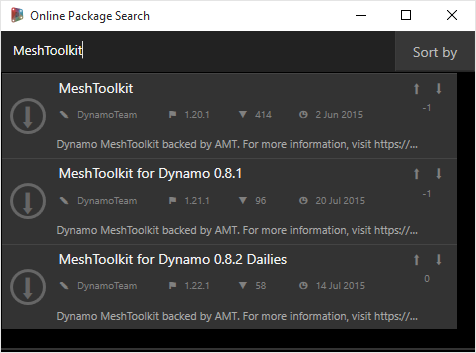 Online Package Search
MeshToolkit
Sort by
MeshToolkit
DynamoTeam 1.20.1 414 2 Jun 2015
-1
Dynamo MeshToolkit backed by AMT. For more information, visit https://...
MeshToolkit for Dynamo 0.8.1
DynamoTeam 1.21.1 96 20 Jul 2015
-1
Dynamo MeshToolkit backed by AMT. For more information, visit https://...
MeshToolkit for Dynamo 0.8.2 Dailies
DynamoTeam 1.22.1 58 14 Jul 2015
0
Dynamo MeshToolkit backed by AMT. For more information, visit https://...